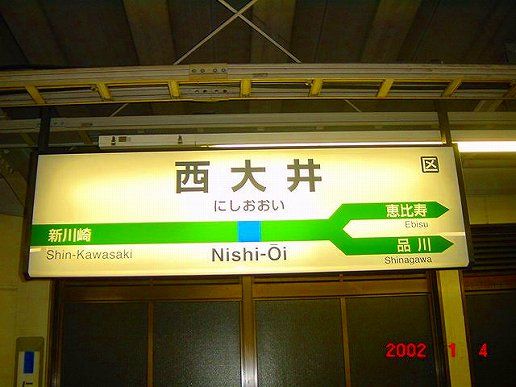 西大井
区
にしおおい
新川崎
Shin-Kawasaki
Nishi-Ōi
恵比寿
Ebisu
品川
Shinagawa
2002 1 4